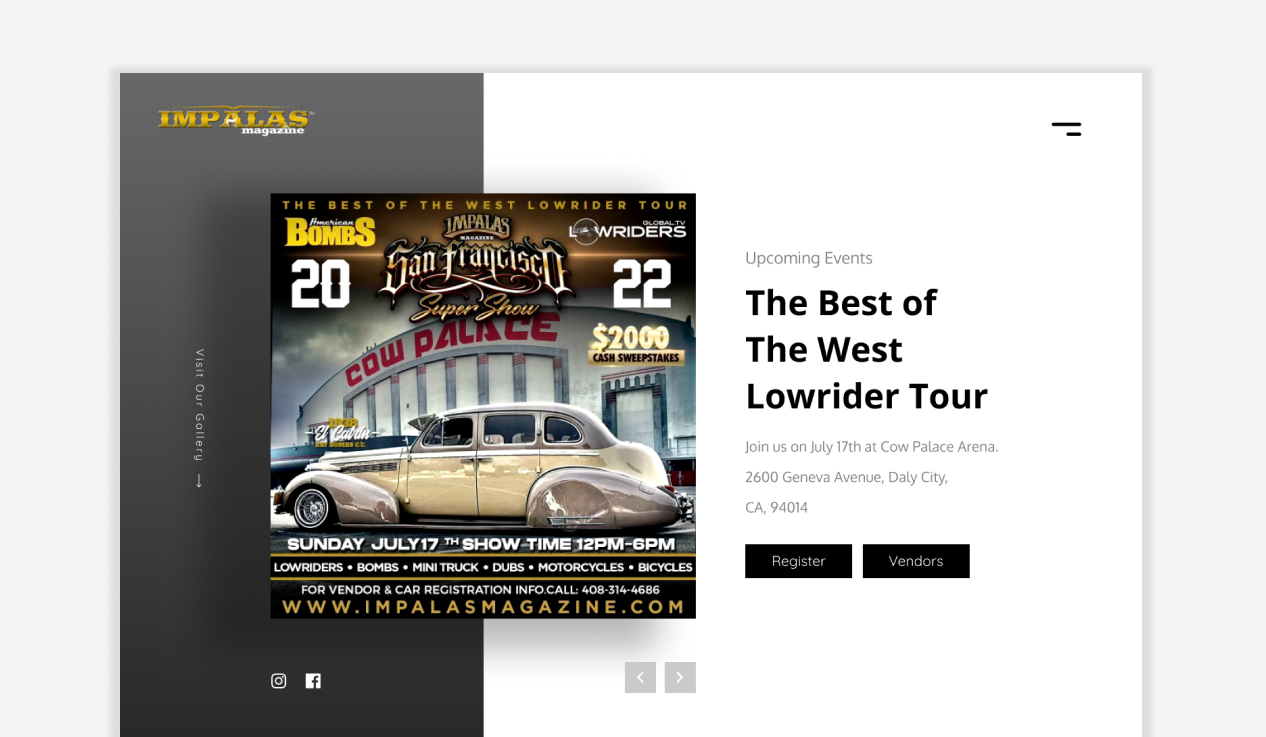 IMPALAS
magazine
Visit Our Gallery
THE BEST OF THE WEST LOWRIDER TOUR
American
BOMBS
IMPALAS
MAGAZINE
GLOBAL.TV
LOWRIDERS
20
San Francisco
22
Super Show
COW PALACE
$2000
CASH SWEEPSTAKES
1938
El Cabrón
SUNDAY JULY 17 TH SHOW TIME 12PM-6PM
LOWRIDERS • BOMBS • MINI TRUCK • DUBS • MOTORCYCLES • BICYCLES
FOR VENDOR & CAR REGISTRATION INFO.CALL: 408-314-4686
WWW.IMPALASMAGAZINE.COM
Upcoming Events
The Best of
The West
Lowrider Tour
Join us on July 17th at Cow Palace Arena.
2600 Geneva Avenue, Daly City,
CA, 94014
Register
Vendors